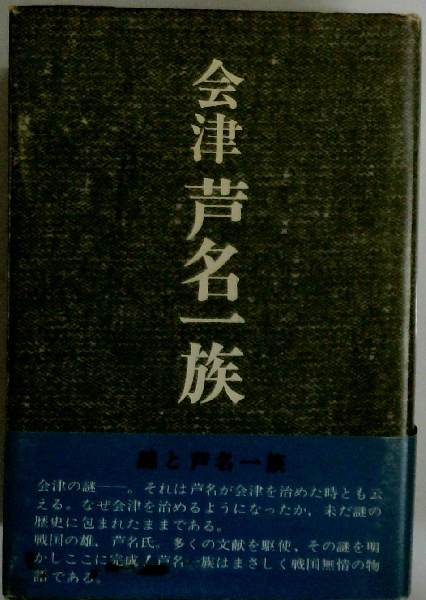 会津 芦名一族
謎と芦名一族
会津の謎――。それは芦名が会津を治めた時とも云
える。なぜ会津を治めるようになったか、未だ謎の
歴史に包まれたままである。
戦国の雄、芦名氏。多くの文献を駆使、その謎を明
かしここに完成！芦名一族はまさしく戦国無情の物
語である。